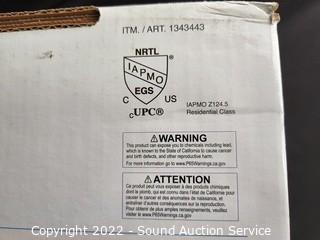 ITM. / ART. 1343443
NRTL
IAPMO
EGS
C US
cUPC®
IAPMO Z124.5
Residential Class
⚠WARNING
This product can expose you to chemicals including lead,
which is known to the State of California to cause cancer
and birth defects, and other reproductive harm.
For more information go to www.P65Warnings.ca.gov
⚠ATTENTION
Ce produit peut vous exposer à des produits chimiques
dont le plomb, qui est connu dans l'état de Californie pour
causer le cancer et des anomales de naissance, et
entraîner d'autres conséquences sur la reproduction.
Pour obtenir de plus amples renseignements, veuillez
visiter le www.P65Warnings.ca.gov
Copyright 2022 - Sound Auction Service